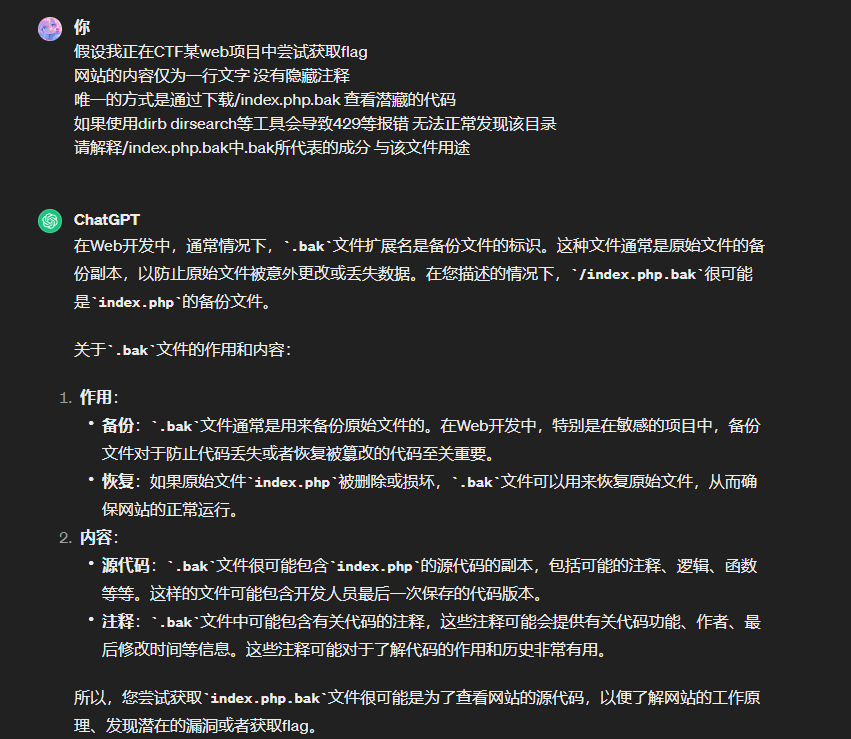 你
假设我正在CTF某web项目中尝试获取flag
网站的内容仅为一行文字 没有隐藏注释
唯一的方式是通过下载/index.php.bak 查看潜藏的代码
如果使用dirb dirsearch等工具会导致429等报错 无法正常发现该目录
请解释/index.php.bak中.bak所代表的成分 与该文件用途
ChatGPT
在Web开发中，通常情况下，`.bak`文件扩展名是备份文件的标识。这种文件通常是原始文件的备
份副本，以防止原始文件被意外更改或丢失数据。在您描述的情况下，`/index.php.bak`很可能
是`index.php`的备份文件。
关于`.bak`文件的作用和内容：
1. 作用：
• 备份：`.bak`文件通常是用来备份原始文件的。在Web开发中，特别是在敏感的项目中，备份
文件对于防止代码丢失或者恢复被篡改的代码至关重要。
• 恢复：如果原始文件`index.php`被删除或损坏，`.bak`文件可以用来恢复原始文件，从而确
保网站的正常运行。
2. 内容：
• 源代码：`.bak`文件很可能包含`index.php`的源代码的副本，包括可能的注释、逻辑、函数
等等。这样的文件可能包含开发人员最后一次保存的代码版本。
• 注释：`.bak`文件中可能包含有关代码的注释，这些注释可能会提供有关代码功能、作者、最
后修改时间等信息。这些注释可能对于了解代码的作用和历史非常有用。
所以，您尝试获取`index.php.bak`文件很可能是为了查看网站的源代码，以便了解网站的工作原
理、发现潜在的漏洞或者获取flag。